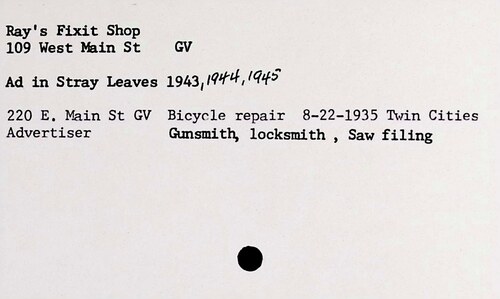 Ray's Fixit Shop
109 West Main St    GV
Ad in Stray Leaves 1943, 1944, 1945
220 E. Main St GV  Bicycle repair  8-22-1935 Twin Cities
Advertiser    Gunsmith, locksmith , Saw filing